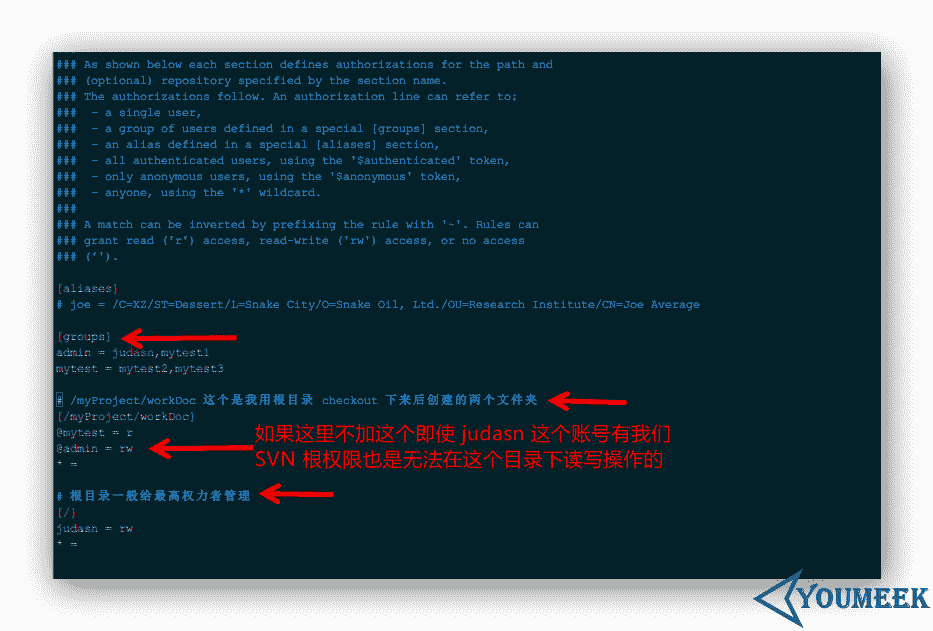 ### As shown below each section defines authorizations for the path and
### (optional) repository specified by the section name.
### The authorizations follow. An authorization line can refer to:
###  - a single user,
###  - a group of users defined in a special [groups] section,
###  - an alias defined in a special [aliases] section,
###  - all authenticated users, using the '$authenticated' token,
###  - only anonymous users, using the '$anonymous' token,
###  - anyone, using the '*' wildcard.
###
### A match can be inverted by prefixing the rule with '~'. Rules can
### grant read ('r') access, read-write ('rw') access, or no access
### ('').
[aliases]
# joe = /C=XZ/ST=Dessert/L=Snake City/O=Snake Oil, Ltd./OU=Research Institute/CN=Joe Average
[groups]
admin = judasn,mytest1
mytest = mytest2,mytest3
# /myProject/workDoc 这个是我用根目录 checkout 下来后创建的两个文件夹
[/myProject/workDoc]
@mytest = r
@admin = rw
* =
如果这里不加这个即使 judasn 这个账号有我们
SVN 根权限也是无法在这个目录下读写操作的
# 根目录一般给最高权力者管理
[/]
judasn = rw
* =
YOUMEEK